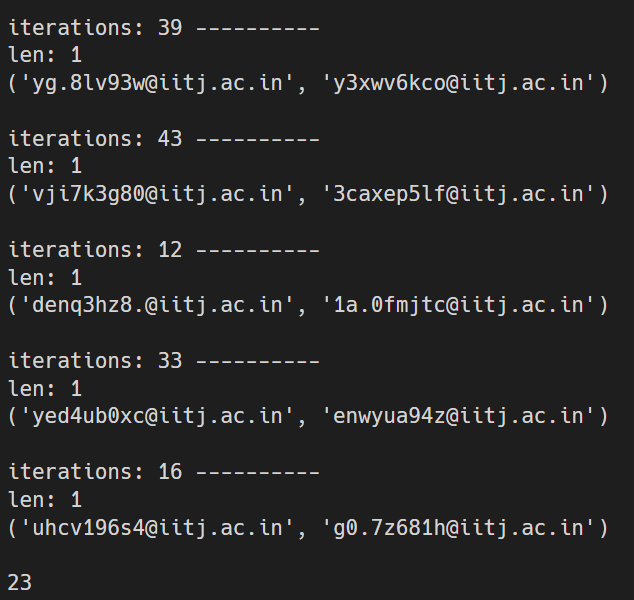 iterations: 39 ----------
len: 1
('yg.8lv93w@iitj.ac.in', 'y3xwv6kco@iitj.ac.in')
iterations: 43 ----------
len: 1
('vji7k3g80@iitj.ac.in', '3caxep5lf@iitj.ac.in')
iterations: 12 ----------
len: 1
('denq3hz8.@iitj.ac.in', '1a.0fmjtc@iitj.ac.in')
iterations: 33 ----------
len: 1
('yed4ub0xc@iitj.ac.in', 'enwyua94z@iitj.ac.in')
iterations: 16 ----------
len: 1
('uhcv196s4@iitj.ac.in', 'g0.7z681h@iitj.ac.in')
23